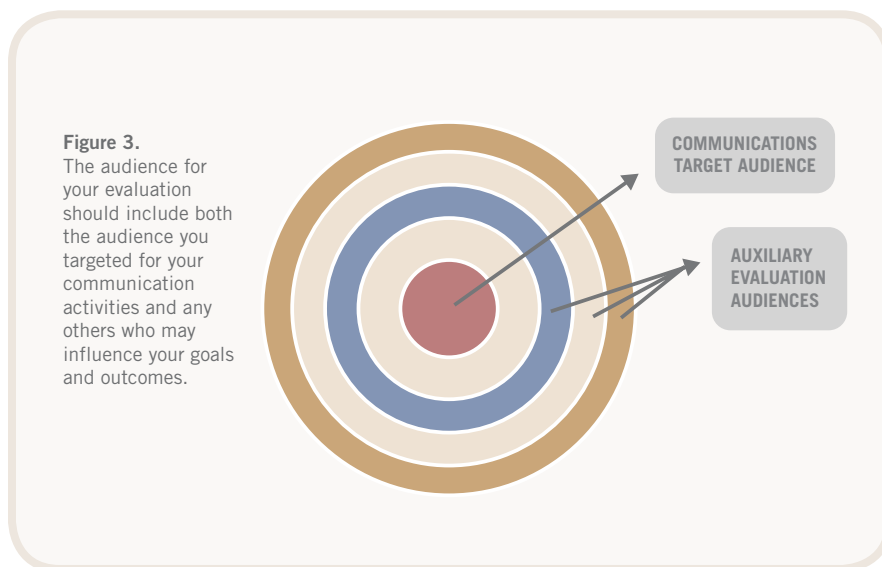 Figure 3.
The audience for
your evaluation
should include both
the audience you
targeted for your
communication
activities and any
others who may
influence your goals
and outcomes.
COMMUNICATIONS
TARGET AUDIENCE
AUXILIARY
EVALUATION
AUDIENCES